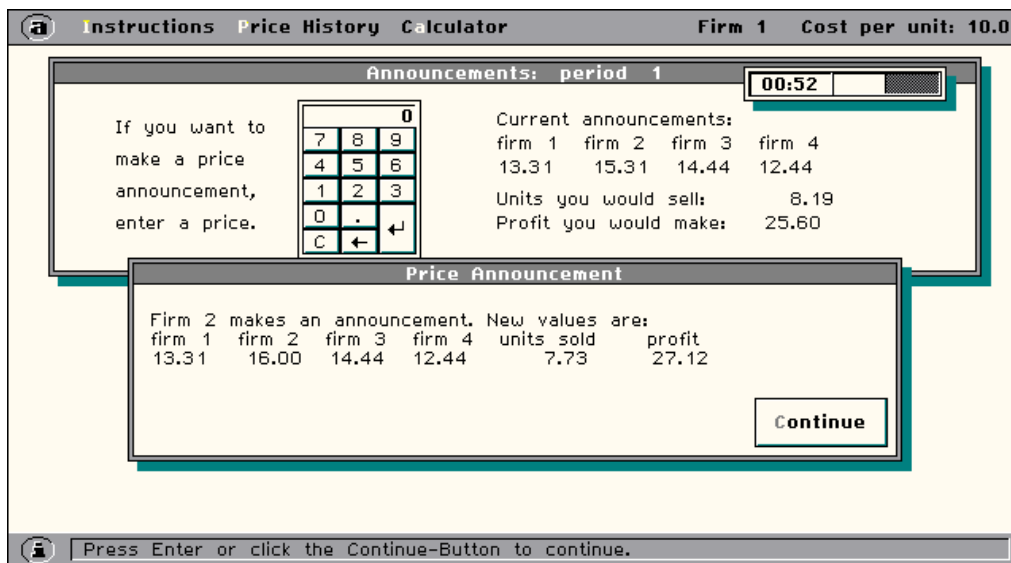 a Instructions Price History Calculator Firm 1 Cost per unit: 10.0
Announcements: period 1
00:52
If you want to
make a price
announcement,
enter a price.
0
7 8 9
4 5 6
1 2 3
0 . ↵
C ←
Current announcements:
firm 1 firm 2 firm 3 firm 4
13.31 15.31 14.44 12.44
Units you would sell: 8.19
Profit you would make: 25.60
Price Announcement
Firm 2 makes an announcement. New values are:
firm 1 firm 2 firm 3 firm 4 units sold profit
13.31 16.00 14.44 12.44 7.73 27.12
Continue
i Press Enter or click the Continue-Button to continue.